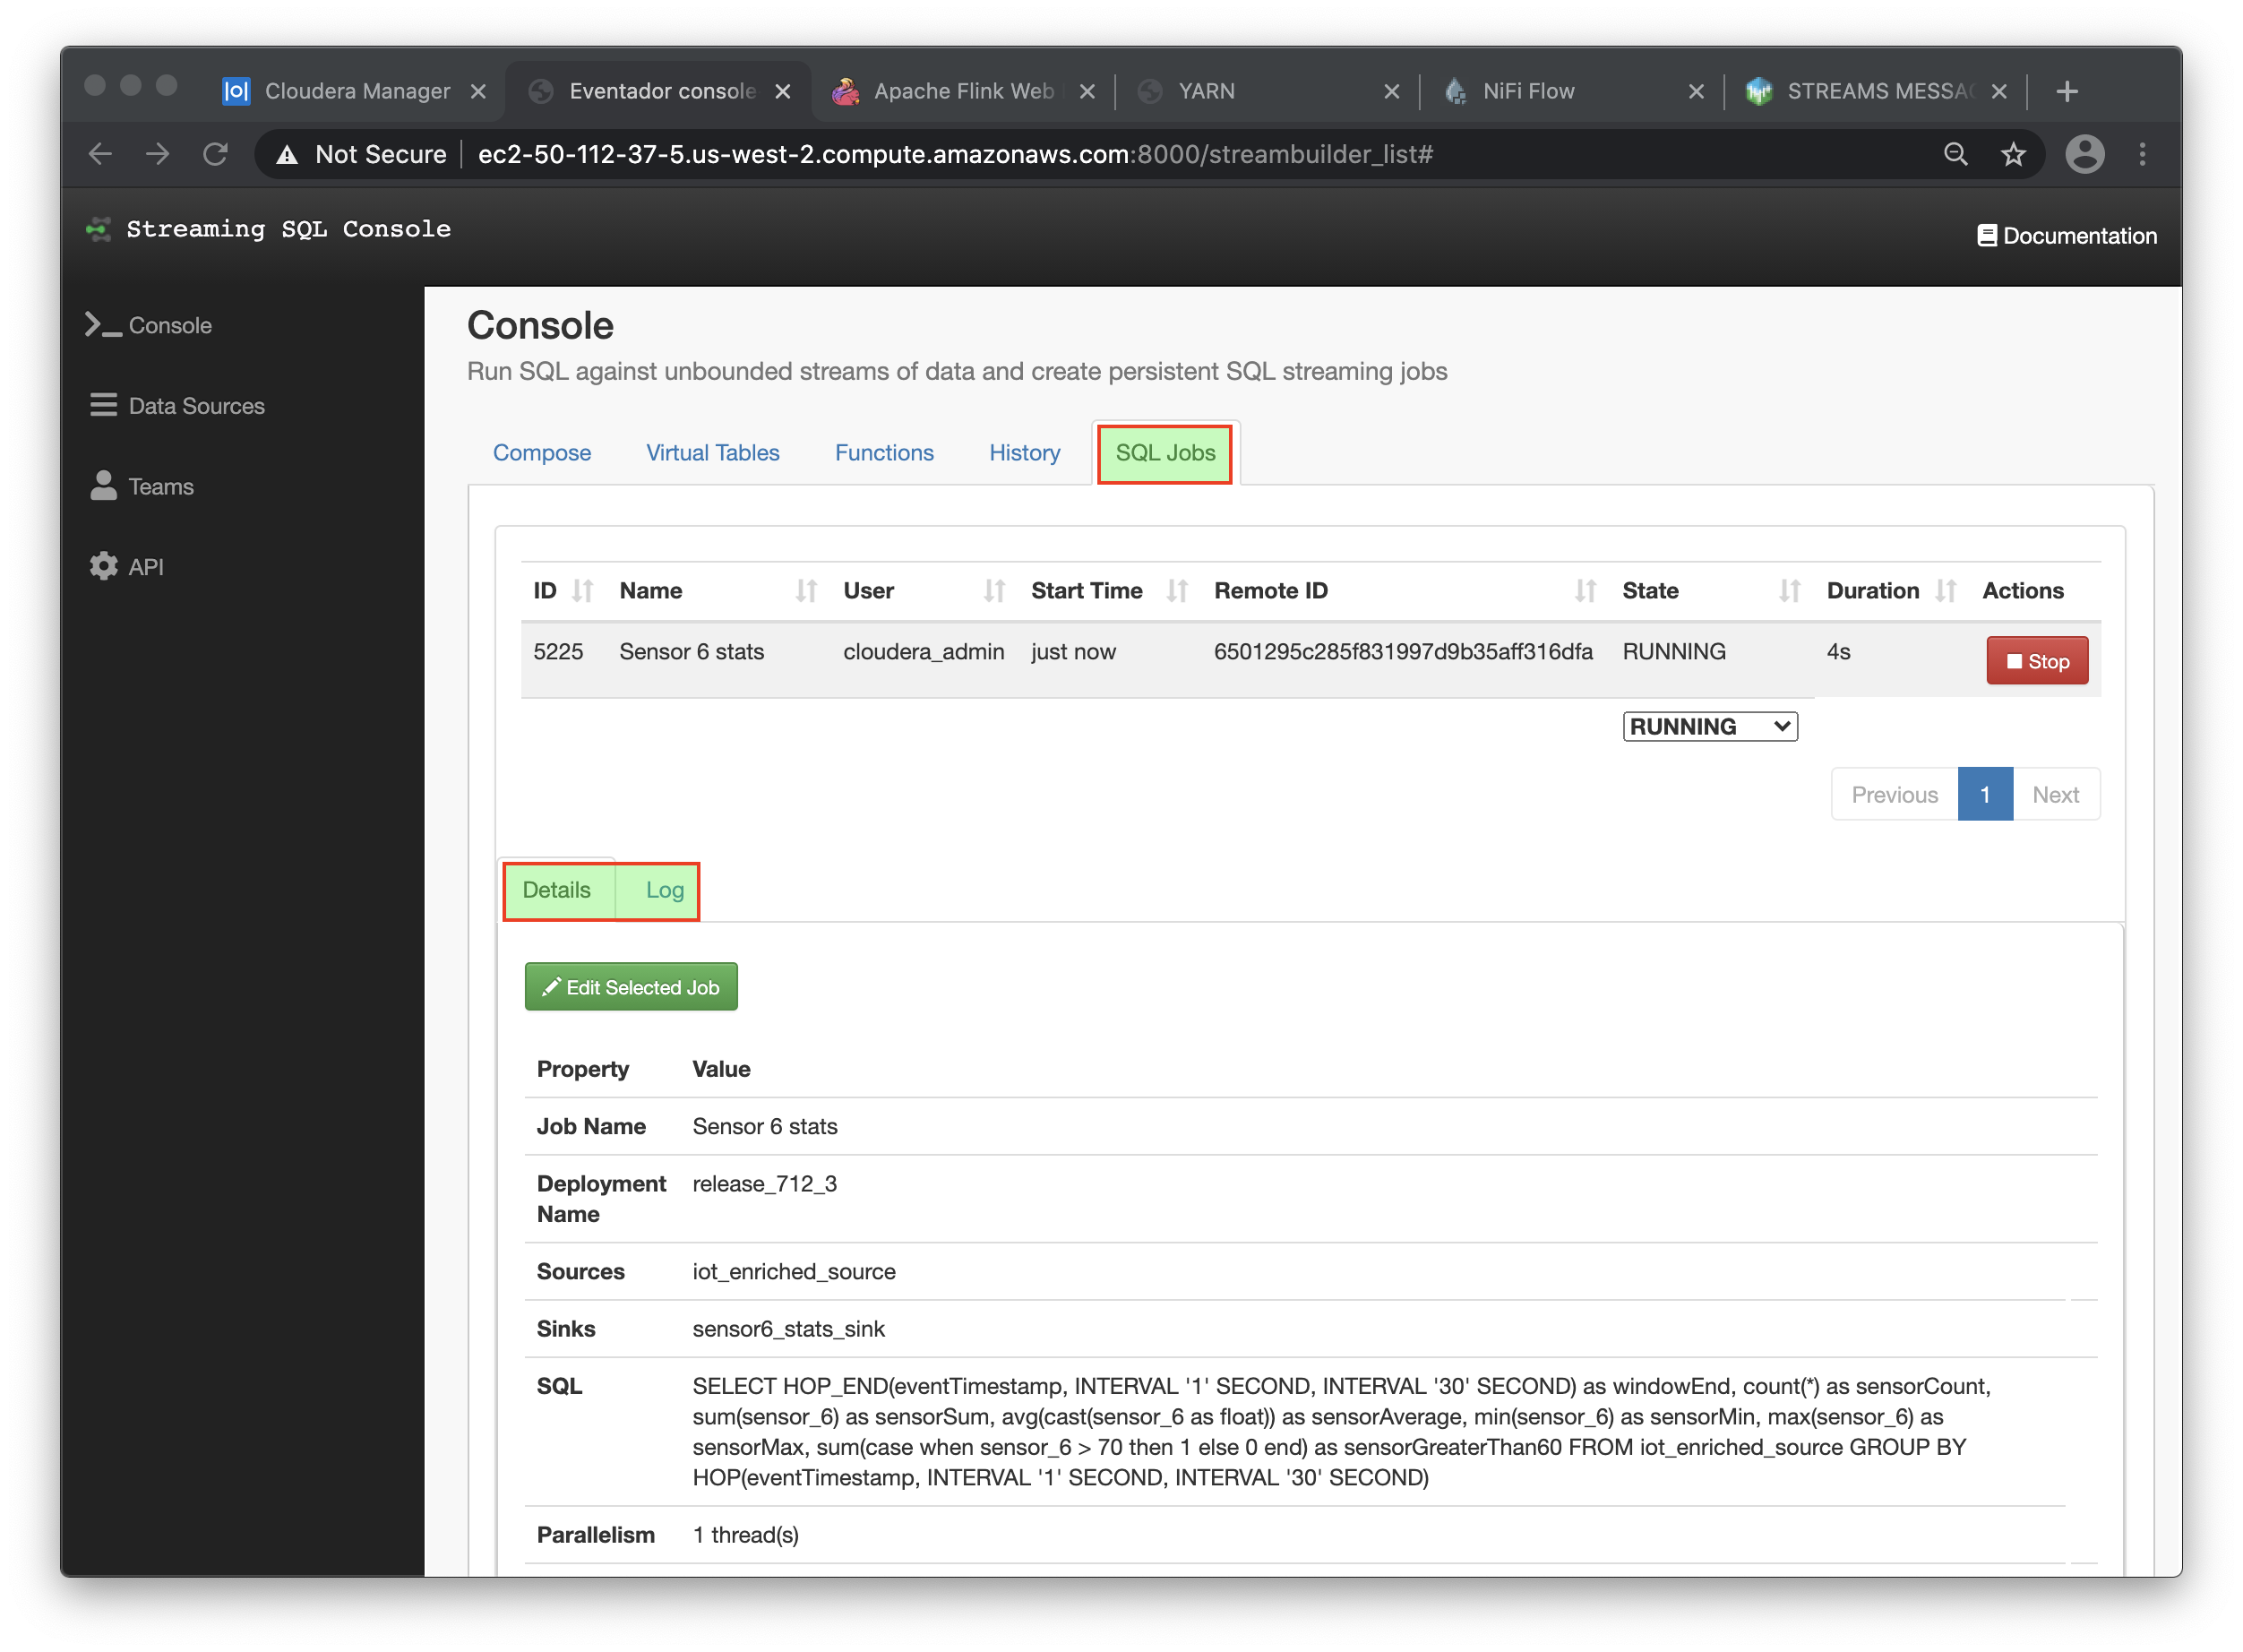 Cloudera Manager
Eventador console
Apache Flink Web
YARN
NiFi Flow
STREAMS MESSA
Not Secure
ec2-50-112-37-5.us-west-2.compute.amazonaws.com:8000/streambuilder_list#
Streaming SQL Console
Documentation
Console
Data Sources
Teams
API
Console
Run SQL against unbounded streams of data and create persistent SQL streaming jobs
Compose Virtual Tables Functions History SQL Jobs
ID Name User Start Time Remote ID State Duration Actions
5225 Sensor 6 stats cloudera_admin just now 6501295c285f831997d9b35aff316dfa RUNNING 4s Stop
RUNNING
Previous 1 Next
Details Log
Edit Selected Job
Property Value
Job Name Sensor 6 stats
Deployment release_712_3
Name
Sources iot_enriched_source
Sinks sensor6_stats_sink
SQL SELECT HOP_END(eventTimestamp, INTERVAL '1' SECOND, INTERVAL '30' SECOND) as windowEnd, count(*) as sensorCount,
sum(sensor_6) as sensorSum, avg(cast(sensor_6 as float)) as sensorAverage, min(sensor_6) as sensorMin, max(sensor_6) as
sensorMax, sum(case when sensor_6 > 70 then 1 else 0 end) as sensorGreaterThan60 FROM iot_enriched_source GROUP BY
HOP(eventTimestamp, INTERVAL '1' SECOND, INTERVAL '30' SECOND)
Parallelism 1 thread(s)